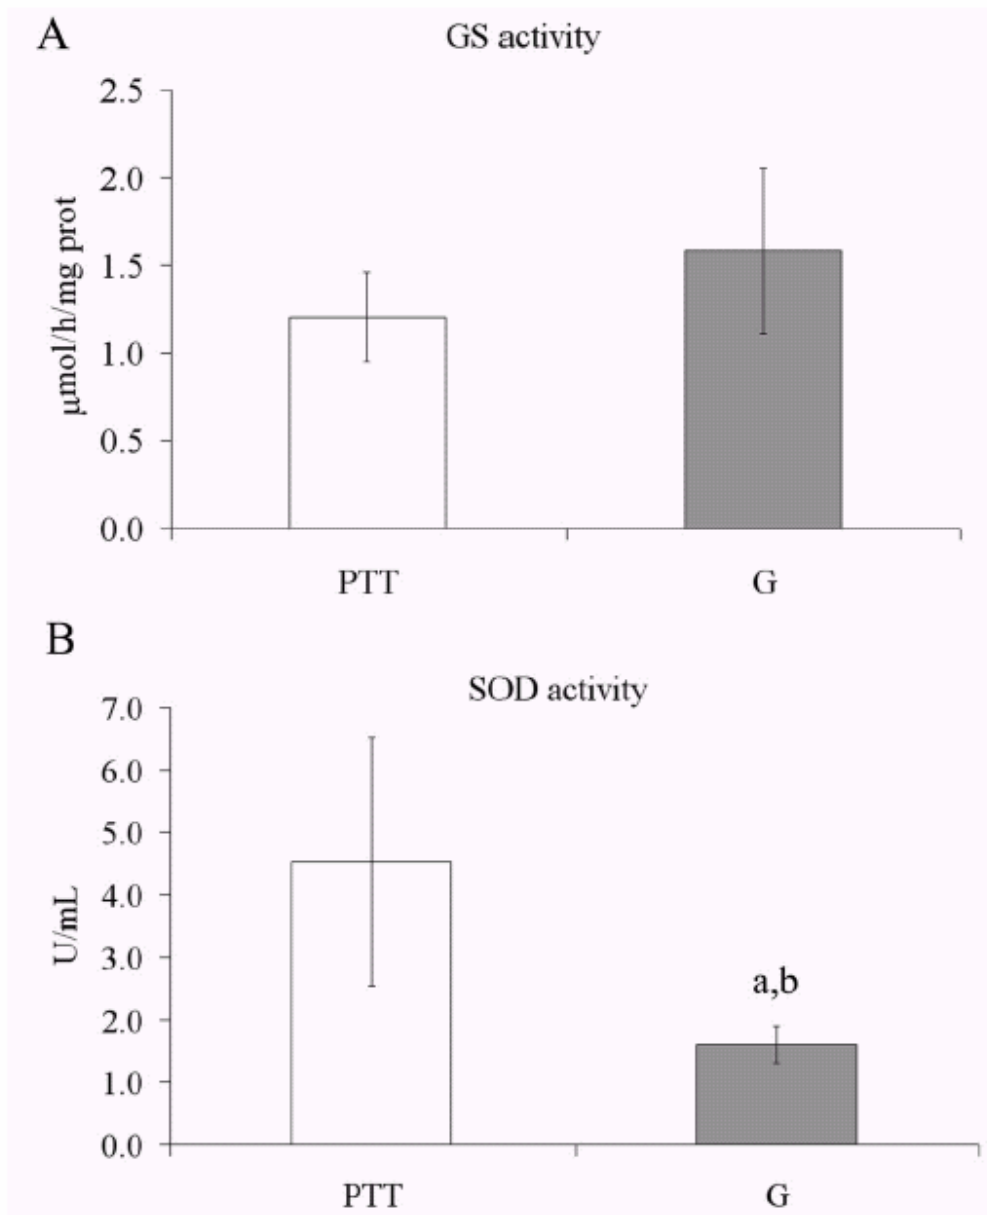 A
GS activity
2.5
2.0
1.5
1.0
0.5
0.0
μmol/h/mg prot
PTT G
B
SOD activity
7.0
6.0
5.0
4.0
3.0
2.0
1.0
0.0
U/mL
a,b
PTT G